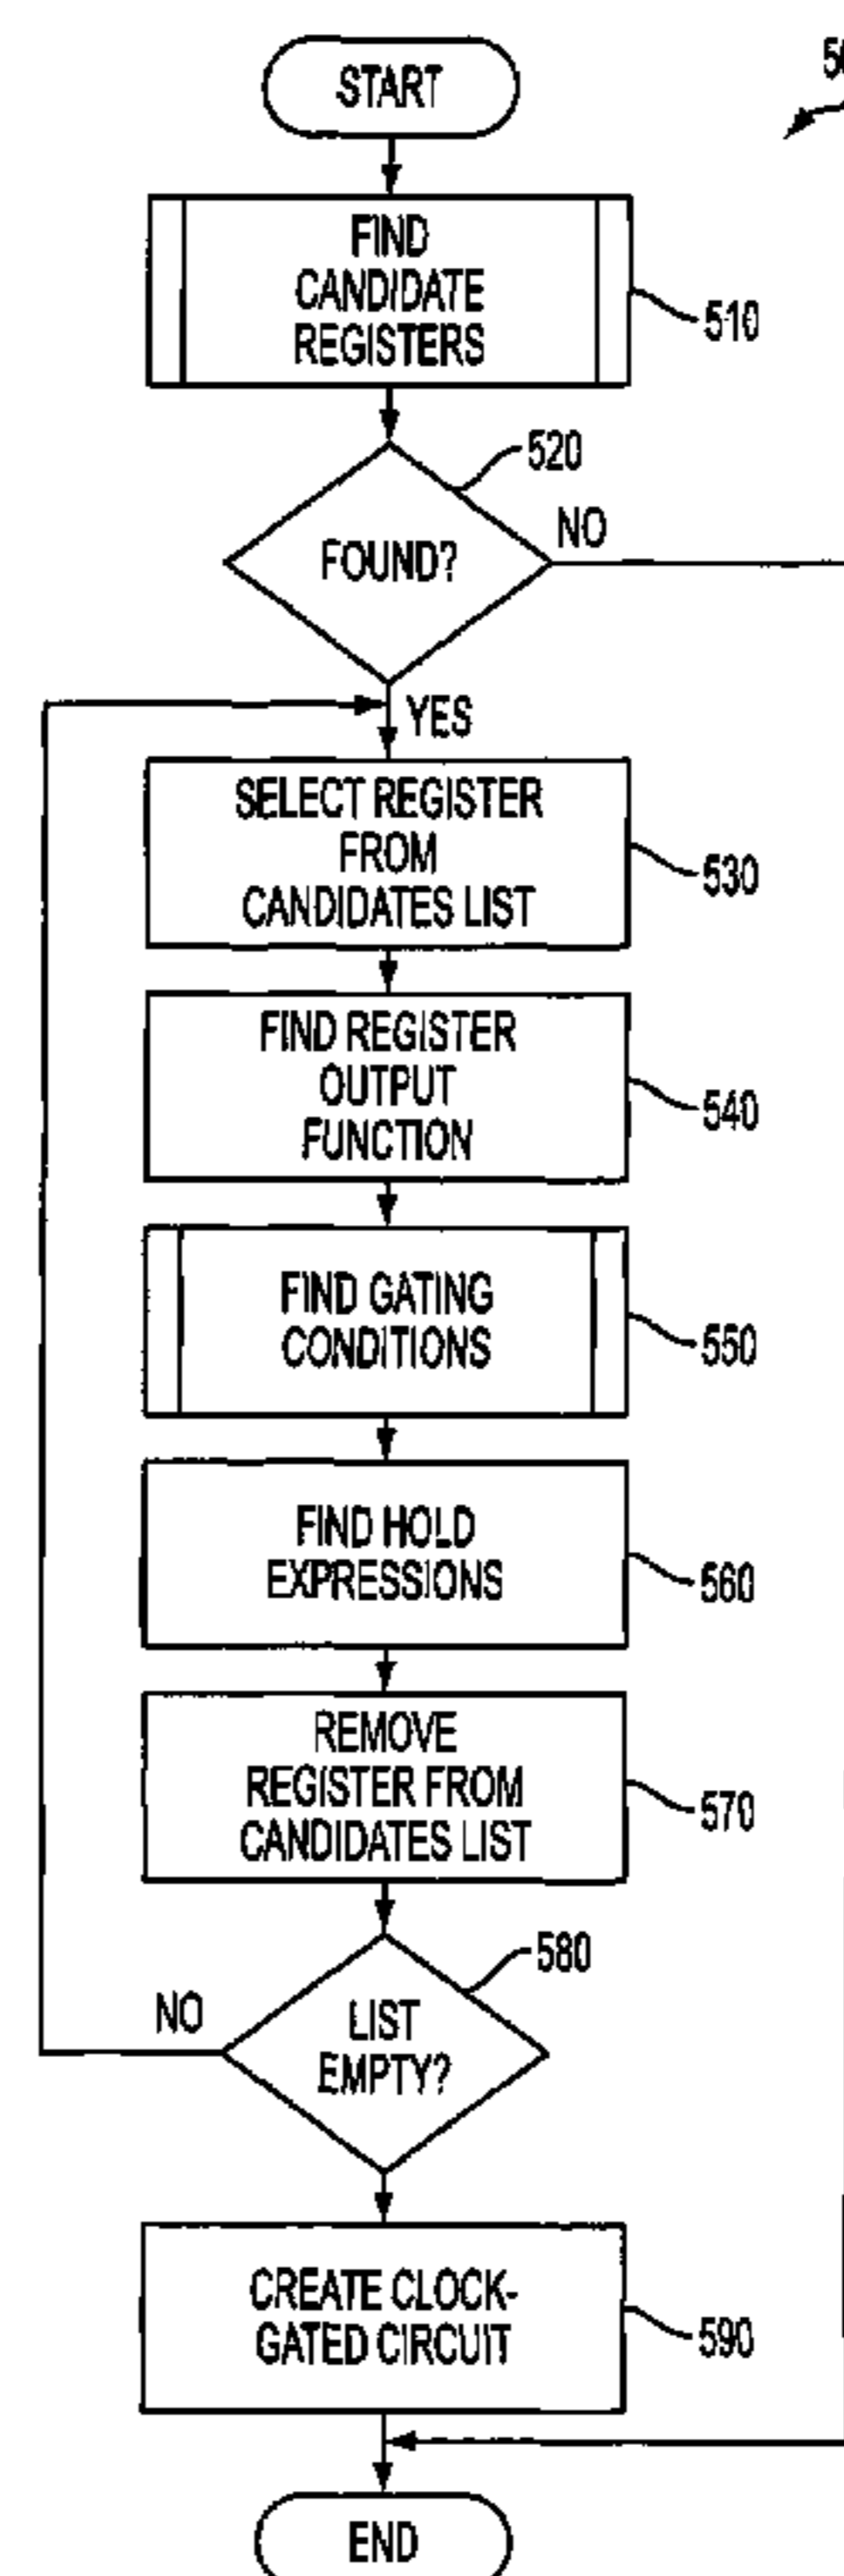 START
FIND
CANDIDATE
REGISTERS
510
520
FOUND?
NO
YES
SELECT REGISTER
FROM
CANDIDATES LIST
530
FIND REGISTER
OUTPUT
FUNCTION
540
FIND GATING
CONDITIONS
550
FIND HOLD
EXPRESSIONS
560
REMOVE
REGISTER FROM
CANDIDATES LIST
570
580
NO
LIST
EMPTY?
CREATE CLOCK-
GATED CIRCUIT
590
END